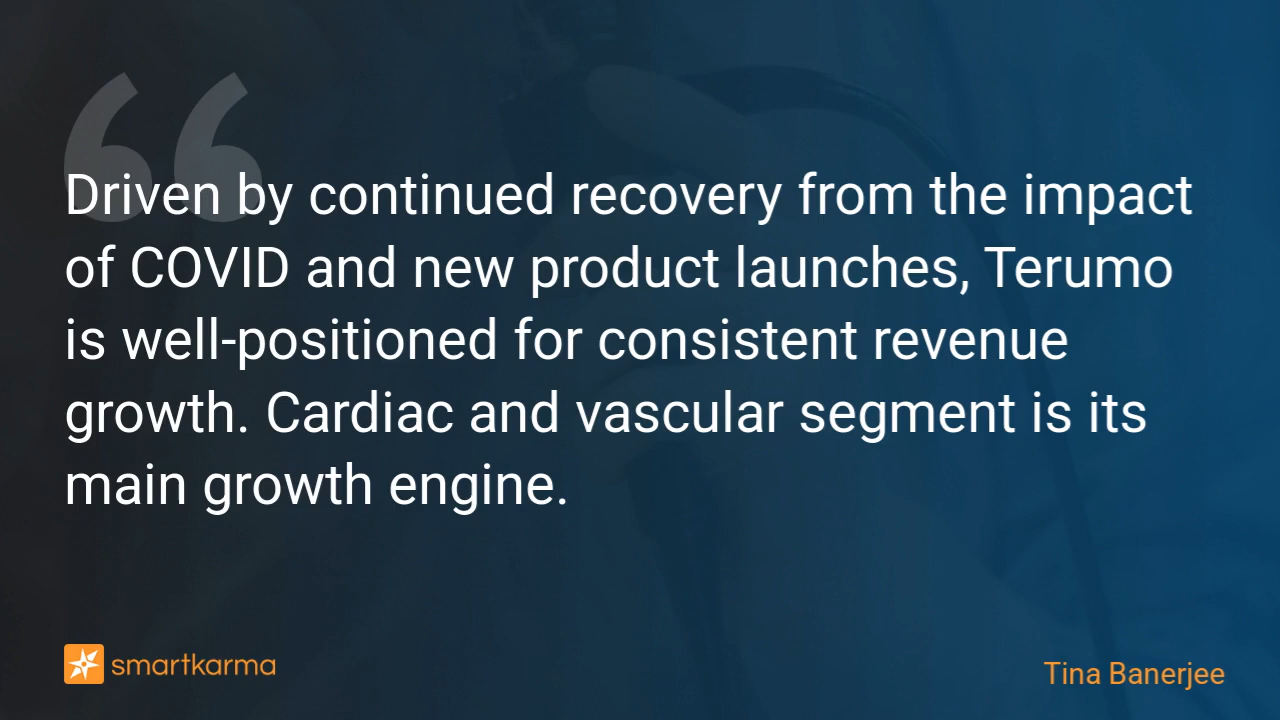 Driven by continued recovery from the impact
of COVID and new product launches, Terumo
is well-positioned for consistent revenue
growth. Cardiac and vascular segment is its
main growth engine.
smartkarma
Tina Banerjee